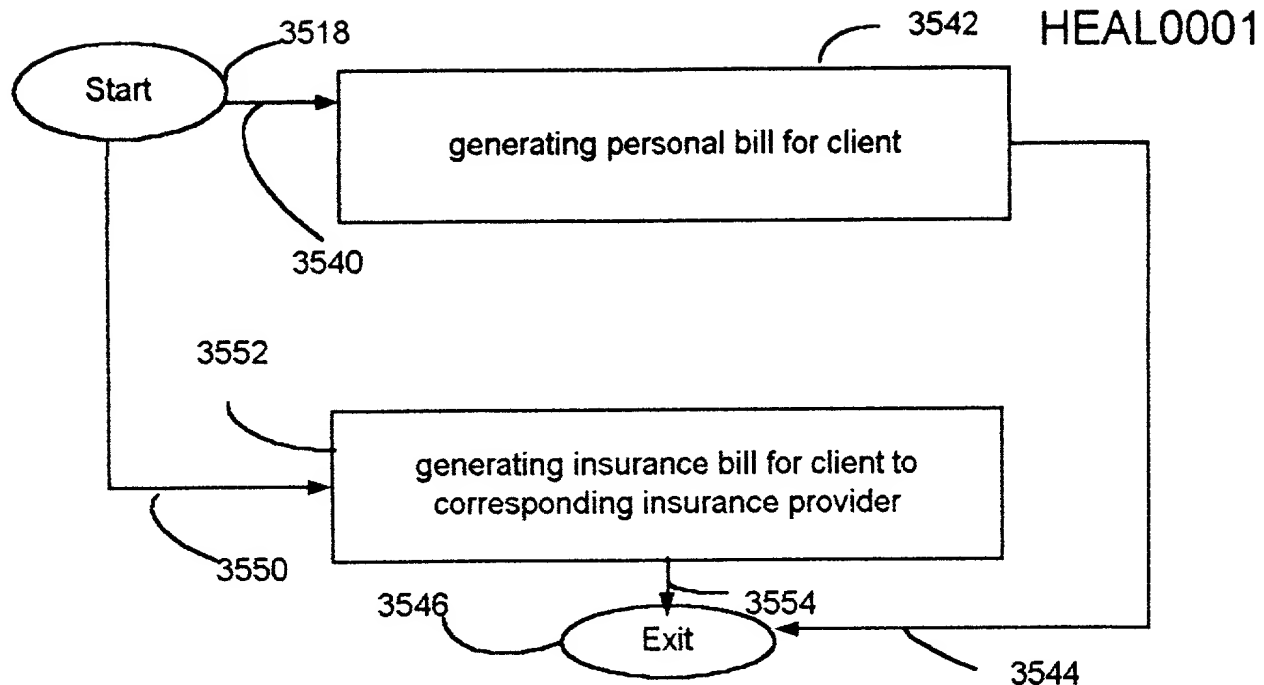 HEAL0001
3518
3542
Start
generating personal bill for client
3540
3552
generating insurance bill for client to
corresponding insurance provider
3550
3546
3554
Exit
3544